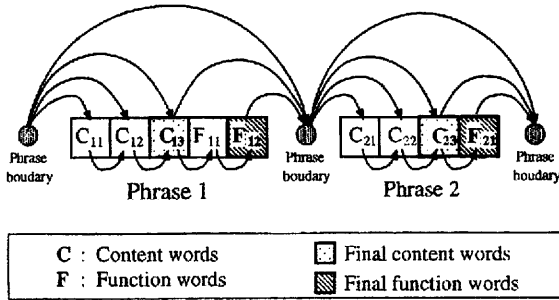 C11 C12 C13 F11 F12 C21 C22 C23 F21
Phrase boudary Phrase boudary Phrase boudary
Phrase 1 Phrase 2
C : Content words Final content words
F : Function words Final function words